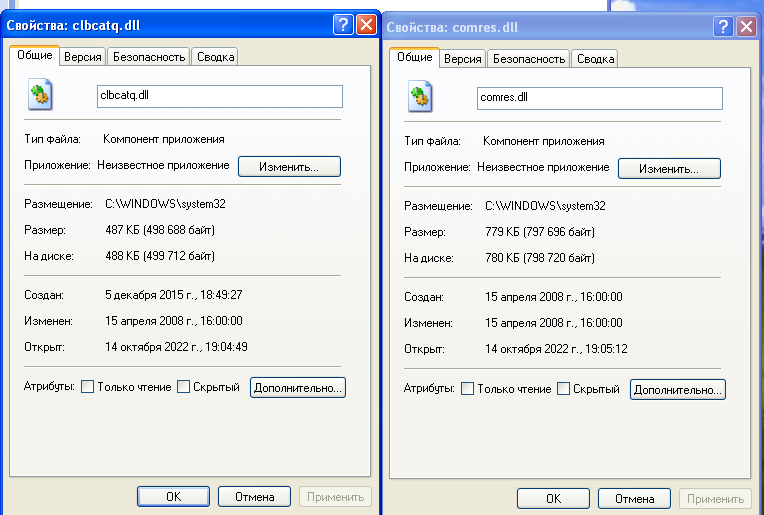 Свойства: clbcatq.dll
Общие Версия Безопасность Сводка
clbcatq.dll
Тип файла: Компонент приложения
Приложение: Неизвестное приложение Изменить...
Размещение: C:\WINDOWS\system32
Размер: 487 КБ (498 688 байт)
На диске: 488 КБ (499 712 байт)
Создан: 5 декабря 2015 г., 18:49:27
Изменен: 15 апреля 2008 г., 16:00:00
Открыт: 14 октября 2022 г., 19:04:49
Атрибуты: Только чтение Скрытый Дополнительно...
ОК Отмена Применить
Свойства: comres.dll
Общие Версия Безопасность Сводка
comres.dll
Тип файла: Компонент приложения
Приложение: Неизвестное приложение Изменить...
Размещение: C:\WINDOWS\system32
Размер: 779 КБ (797 696 байт)
На диске: 780 КБ (798 720 байт)
Создан: 15 апреля 2008 г., 16:00:00
Изменен: 15 апреля 2008 г., 16:00:00
Открыт: 14 октября 2022 г., 19:05:12
Атрибуты: Только чтение Скрытый Дополнительно...
ОК Отмена Применить